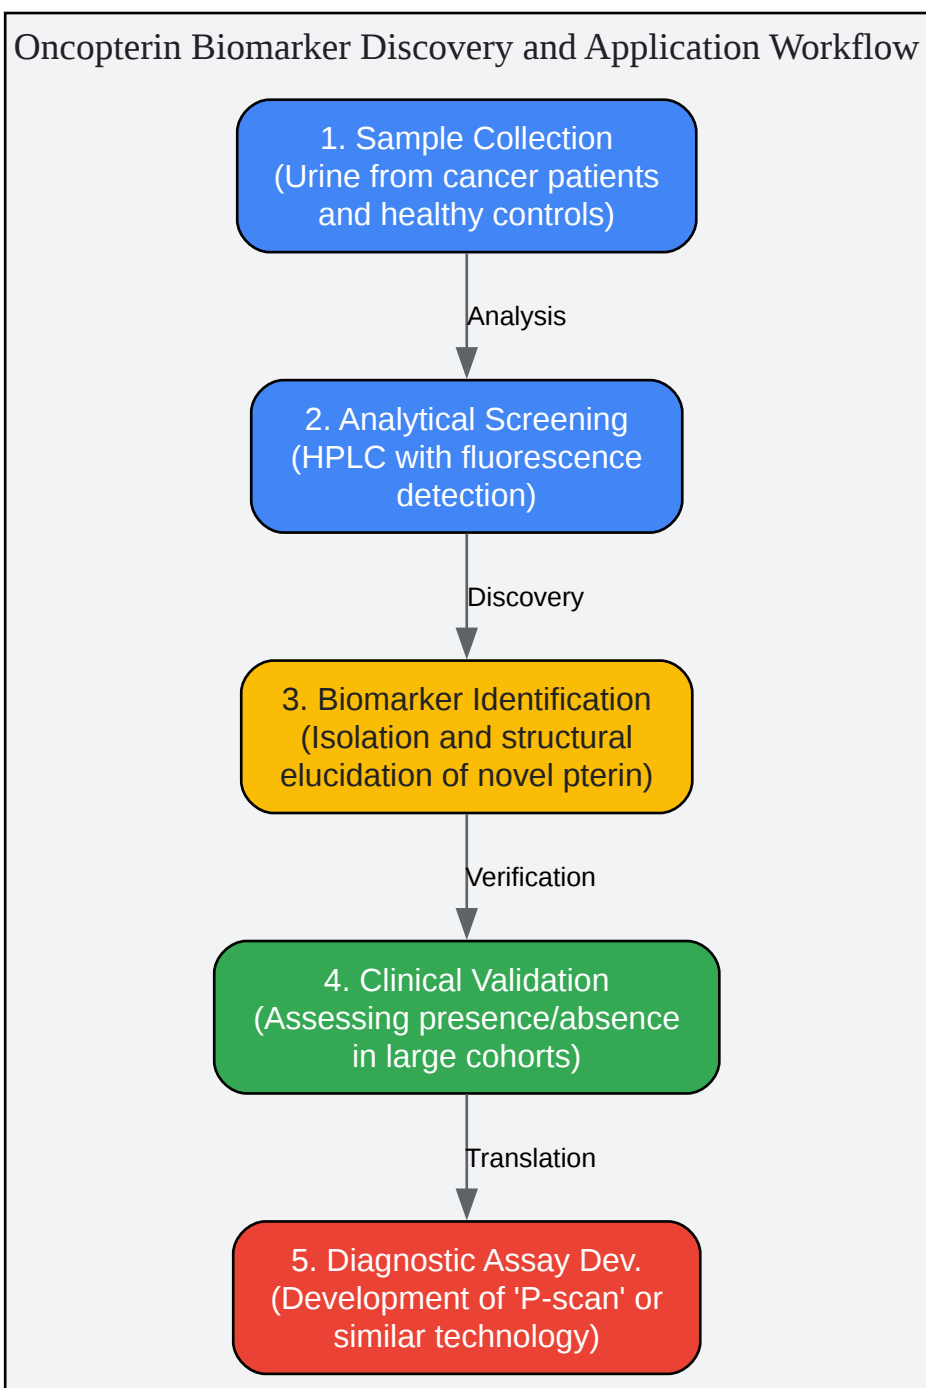 Oncopterin Biomarker Discovery and Application Workflow
1. Sample Collection
(Urine from cancer patients
and healthy controls)
Analysis
2. Analytical Screening
(HPLC with fluorescence
detection)
Discovery
3. Biomarker Identification
(Isolation and structural
elucidation of novel pterin)
Verification
4. Clinical Validation
(Assessing presence/absence
in large cohorts)
Translation
5. Diagnostic Assay Dev.
(Development of 'P-scan' or
similar technology)